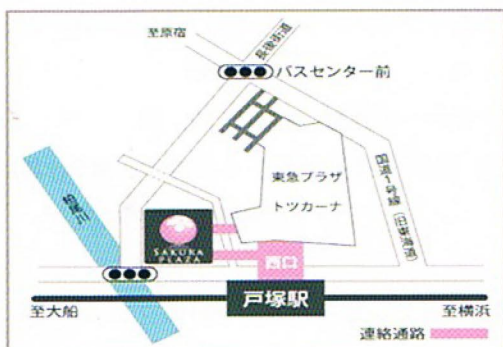 至原宿
長後街道
バスセンター前
東急プラザ
トツカーナ
国道1号線（旧東海道）
柏尾川
SAKURA
PLAZA
西口
戸塚駅
至大船
至横浜
連絡通路